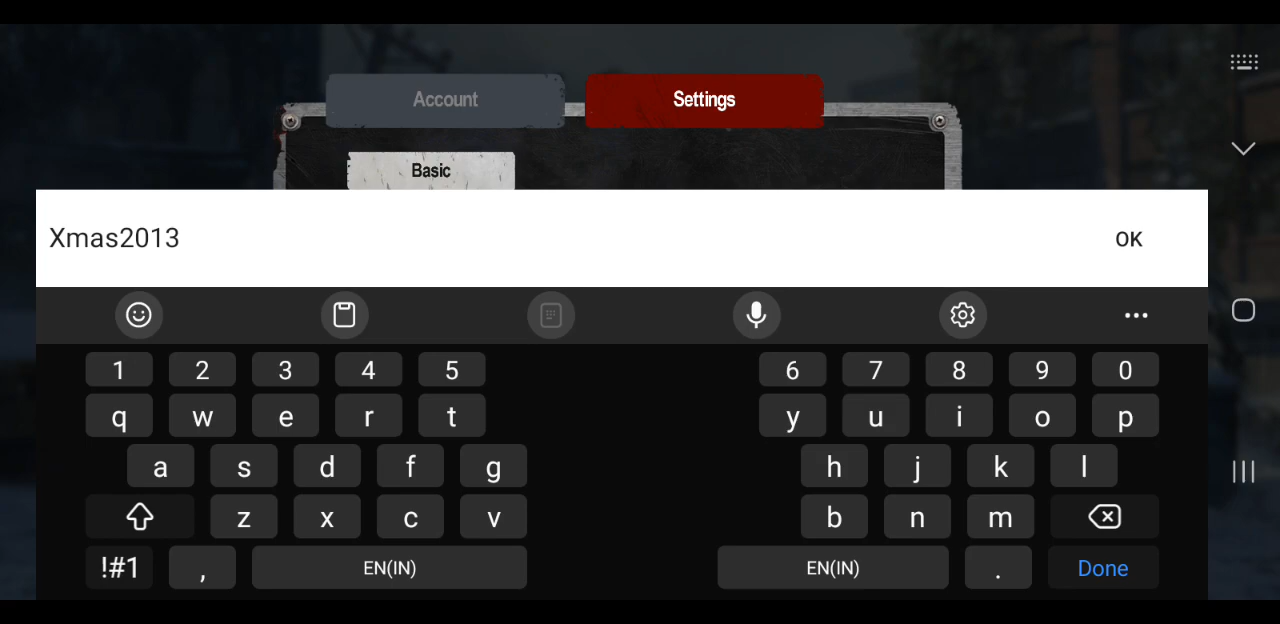 Account Settings
Basic
Xmas2013 OK
1 2 3 4 5 6 7 8 9 0
q w e r t y u i o p
a s d f g h j k l
z x c v b n m
!#1 , EN(IN) EN(IN) . Done